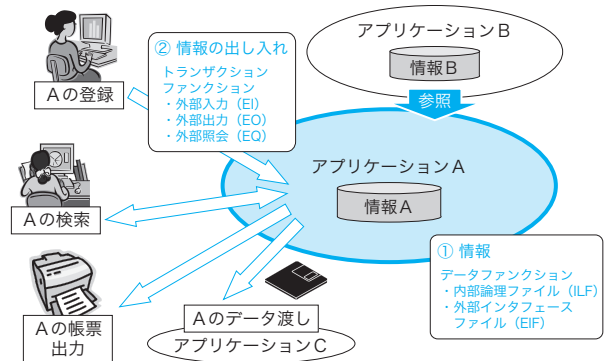 ② 情報の出し入れ
トランザクション
ファンクション
・外部入力（EI）
・外部出力（EO）
・外部照会（EQ）
アプリケーションB
情報B
参照
Aの登録
アプリケーションA
情報A
Aの検索
① 情報
データファンクション
・内部論理ファイル（ILF）
・外部インタフェース
ファイル（EIF）
Aの帳票
出力
Aのデータ渡し
アプリケーションC